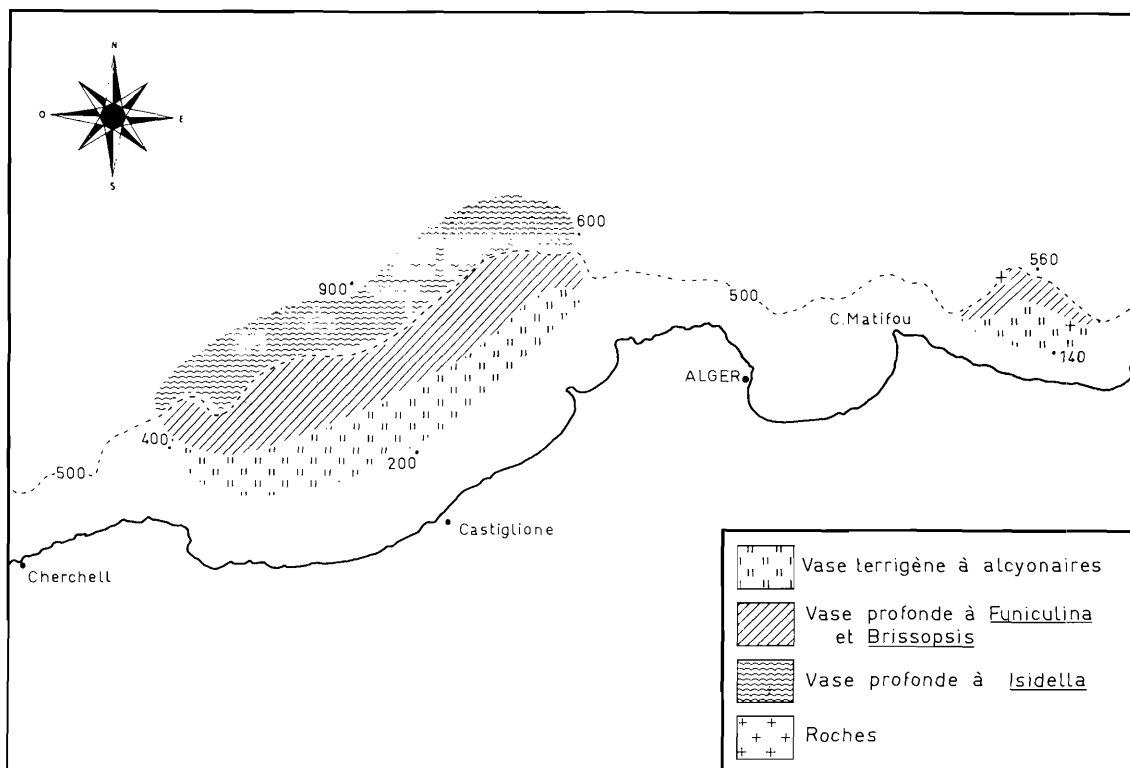 N
O
E
S
600
560
900
500
C.Matifou
140
ALGER
400
200
500
Castiglione
Cherchell
Vase terrigène à alcyonaires
Vase profonde à Funiculina
et Brissopsis
Vase profonde à Isidella
Roches